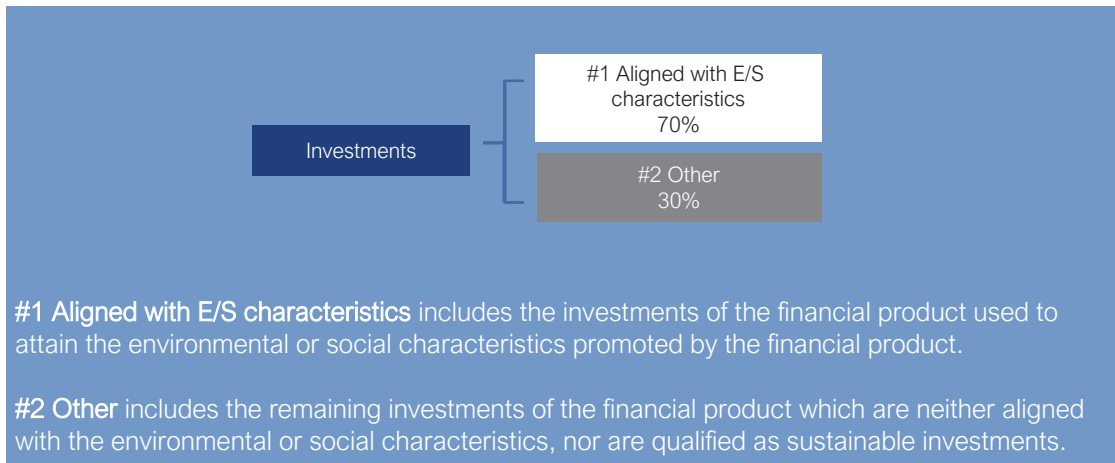 #1 Aligned with E/S
characteristics
70%
Investments
#2 Other
30%
#1 Aligned with E/S characteristics includes the investments of the financial product used to
attain the environmental or social characteristics promoted by the financial product.
#2 Other includes the remaining investments of the financial product which are neither aligned
with the environmental or social characteristics, nor are qualified as sustainable investments.